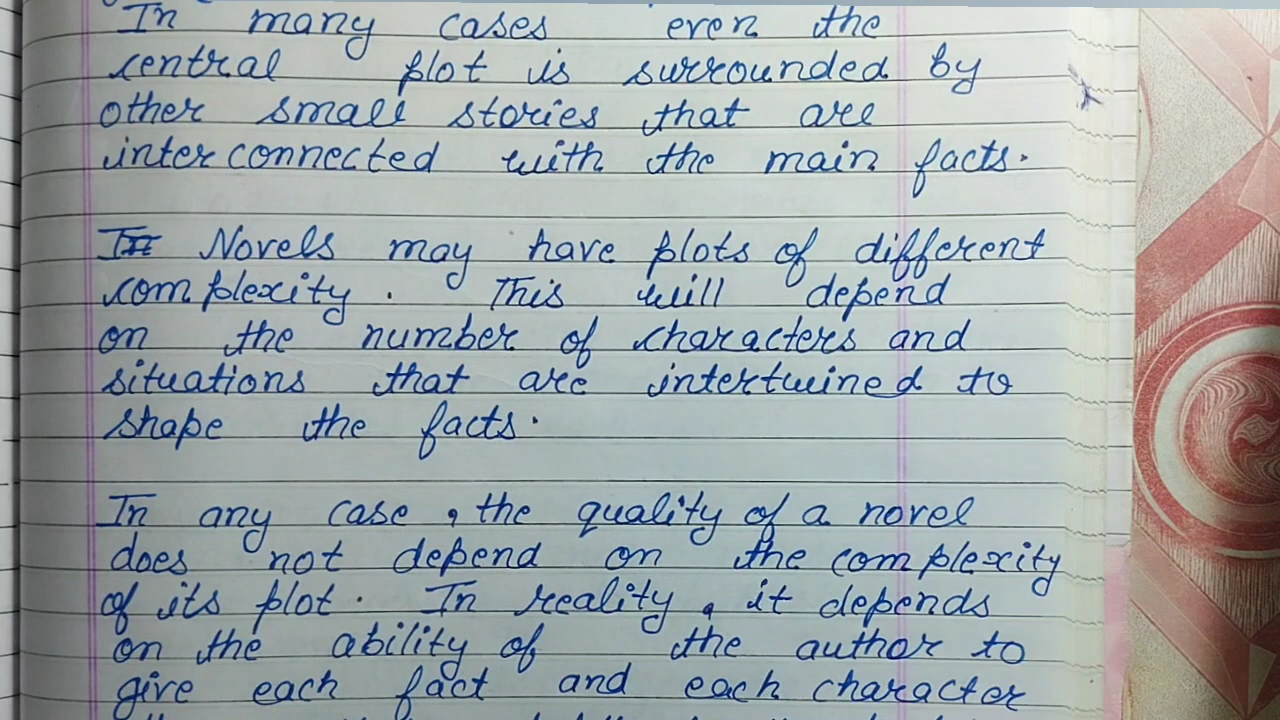 In many cases even the
central plot is surrounded by
other small stories that are
interconnected with the main facts.
Novels may have plots of different
complexity. This will depend
on the number of characters and
situations that are intertwined to
shape the facts.
In any case, the quality of a novel
does not depend on the complexity
of its plot. In reality, it depends
on the ability of the author to
give each fact and each character